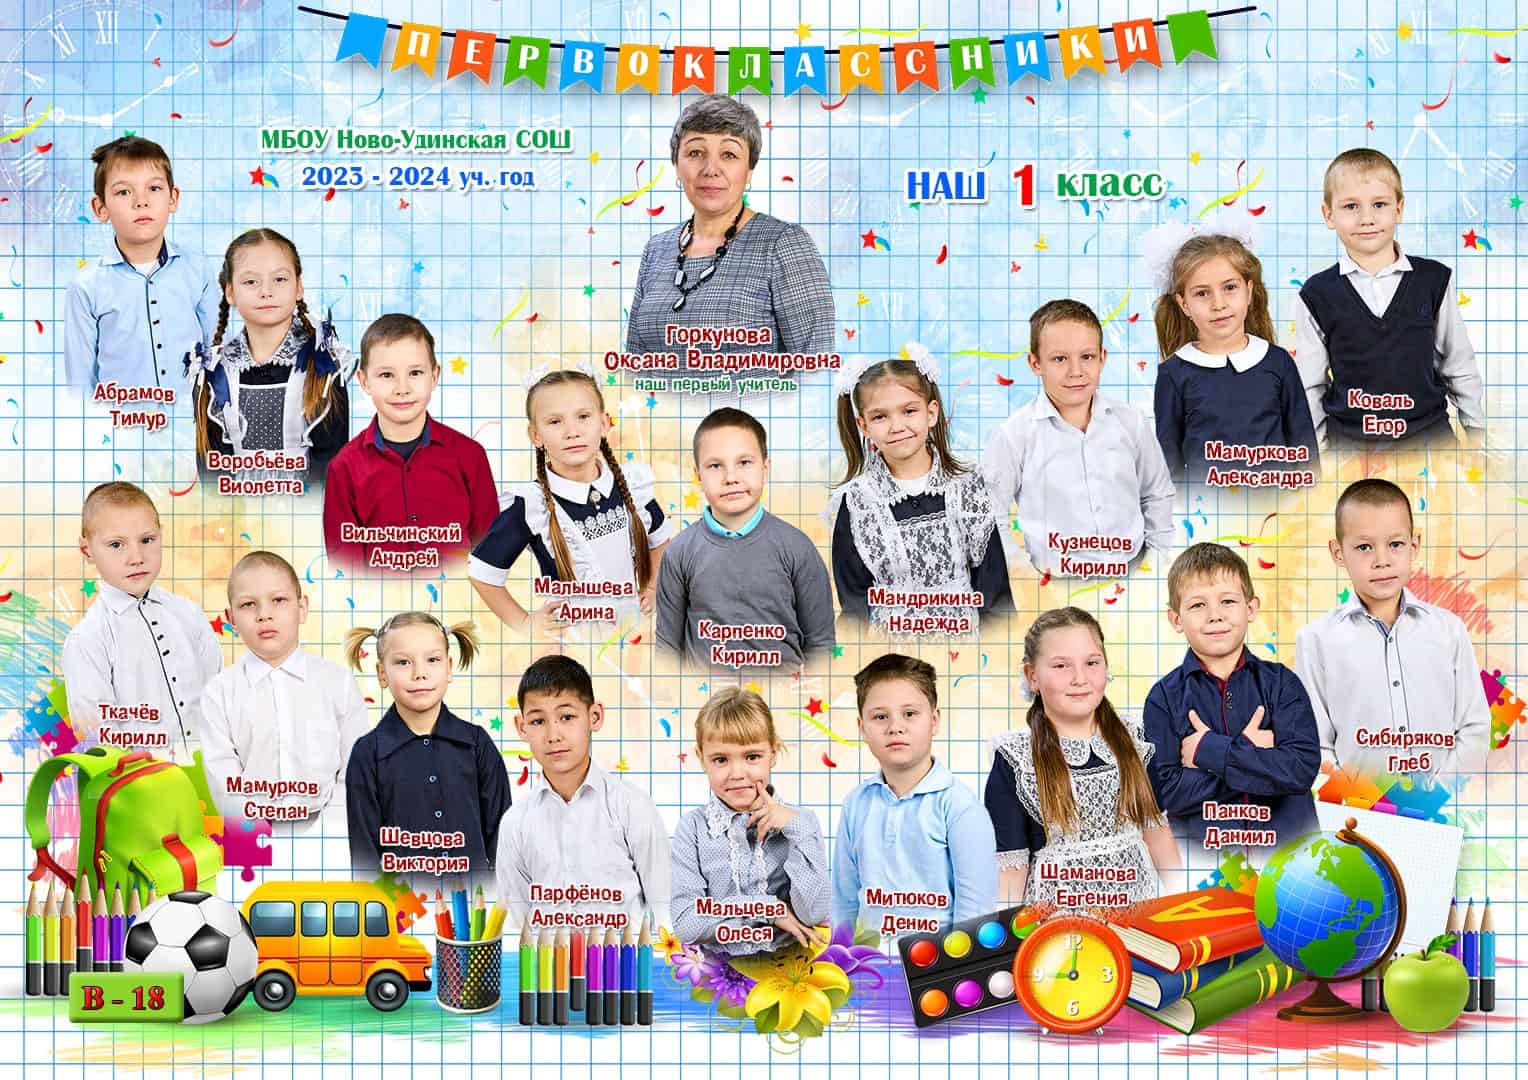 ПЕРВОКЛАССНИКИ
МБОУ Ново-Удинская СОШ
2023 - 2024 уч. год
НАШ 1 класс
Горкунова
Оксана Владимировна
наш первый учитель
Абрамов
Тимур
Воробьёва
Виолетта
Вильчинский
Андрей
Малышева
Арина
Карпенко
Кирилл
Мандрикина
Надежда
Кузнецов
Кирилл
Мамуркова
Александра
Коваль
Егор
Ткачёв
Кирилл
Мамурков
Степан
Шевцова
Виктория
Парфёнов
Александр
Мальцева
Олеся
Митюков
Денис
Шаманова
Евгения
Панков
Даниил
Сибиряков
Глеб
В - 18
А
12
9
3
6